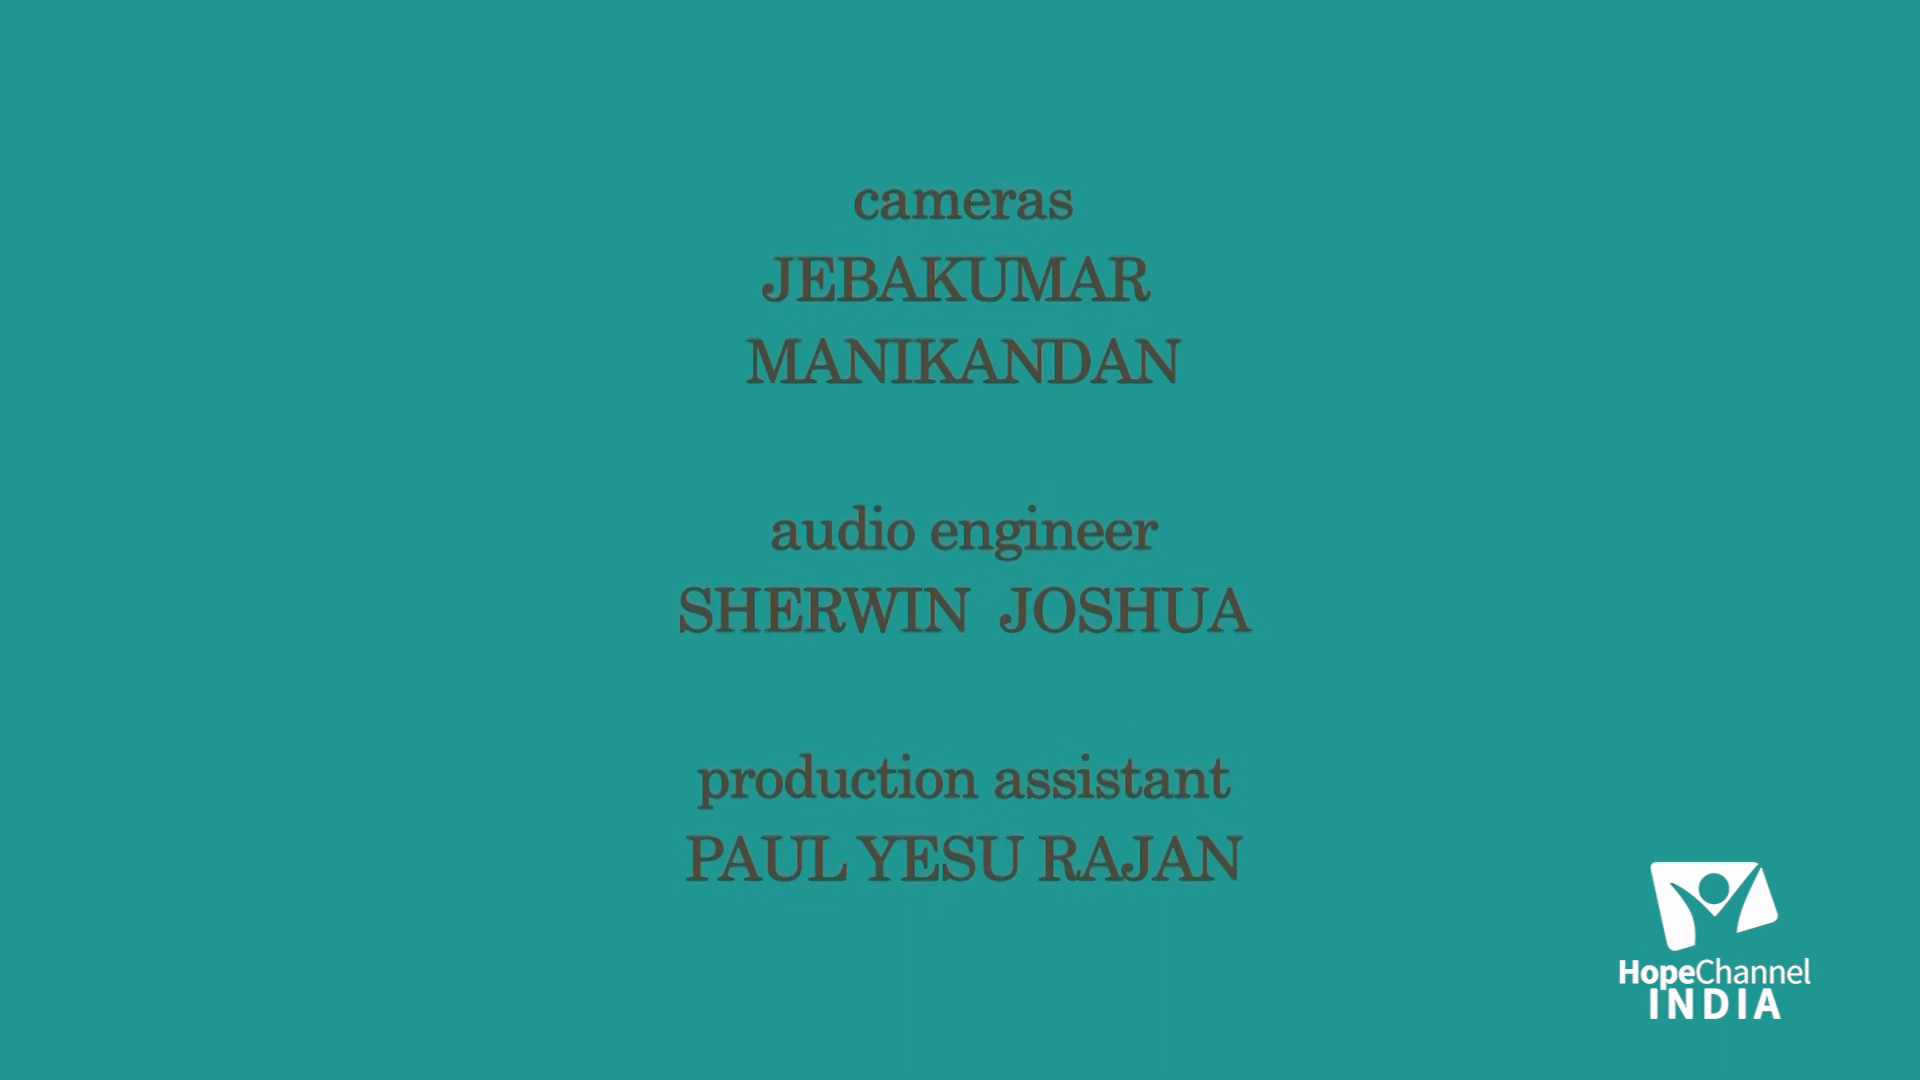 cameras
JEBAKUMAR
MANIKANDAN
audio engineer
SHERWIN JOSHUA
production assistant
PAUL YESU RAJAN
HopeChannel
INDIA